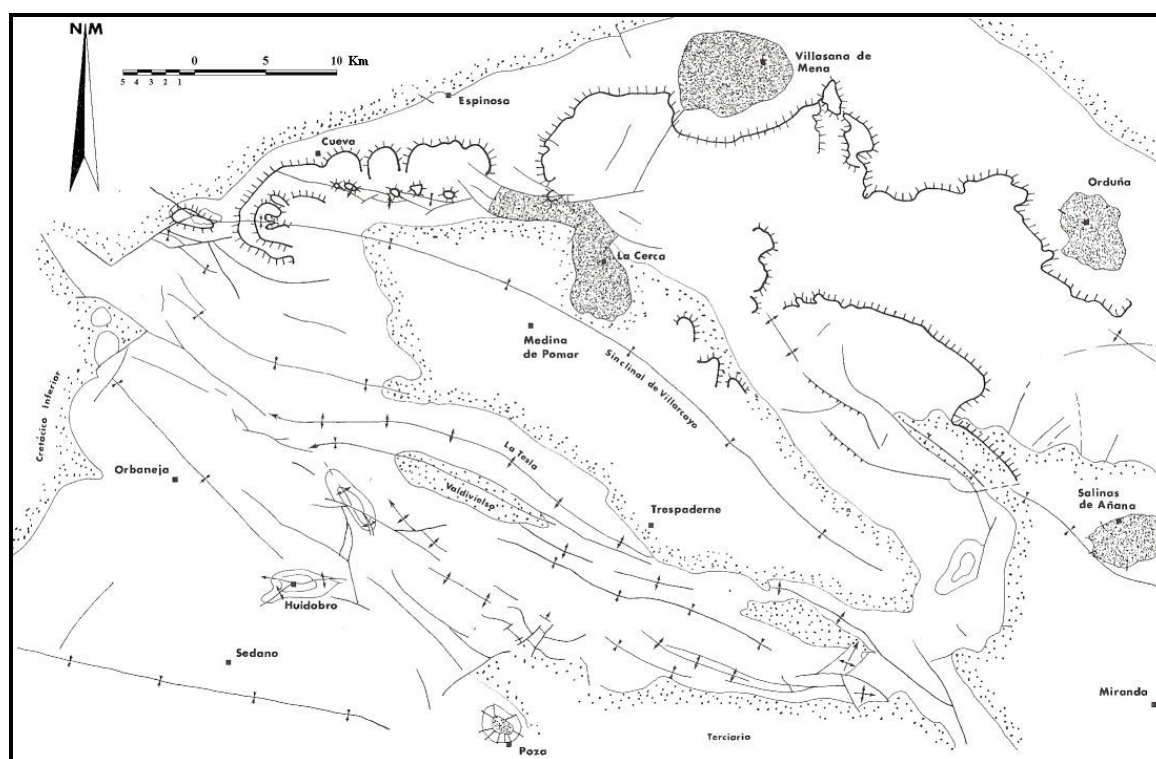 NM
0 5 10 Km
5 4 3 2 1
Villasana de
Mena
Espinosa
Cueva
Orduña
La Cerca
Medina
de Pomar
Sinclinal de Villarcayo
Cretácico Inferior
Orbaneja
La Tesla
Valdivielso
Trespaderne
Salinas
de Añana
Huidobro
Sedano
Miranda
Terciario
Poza